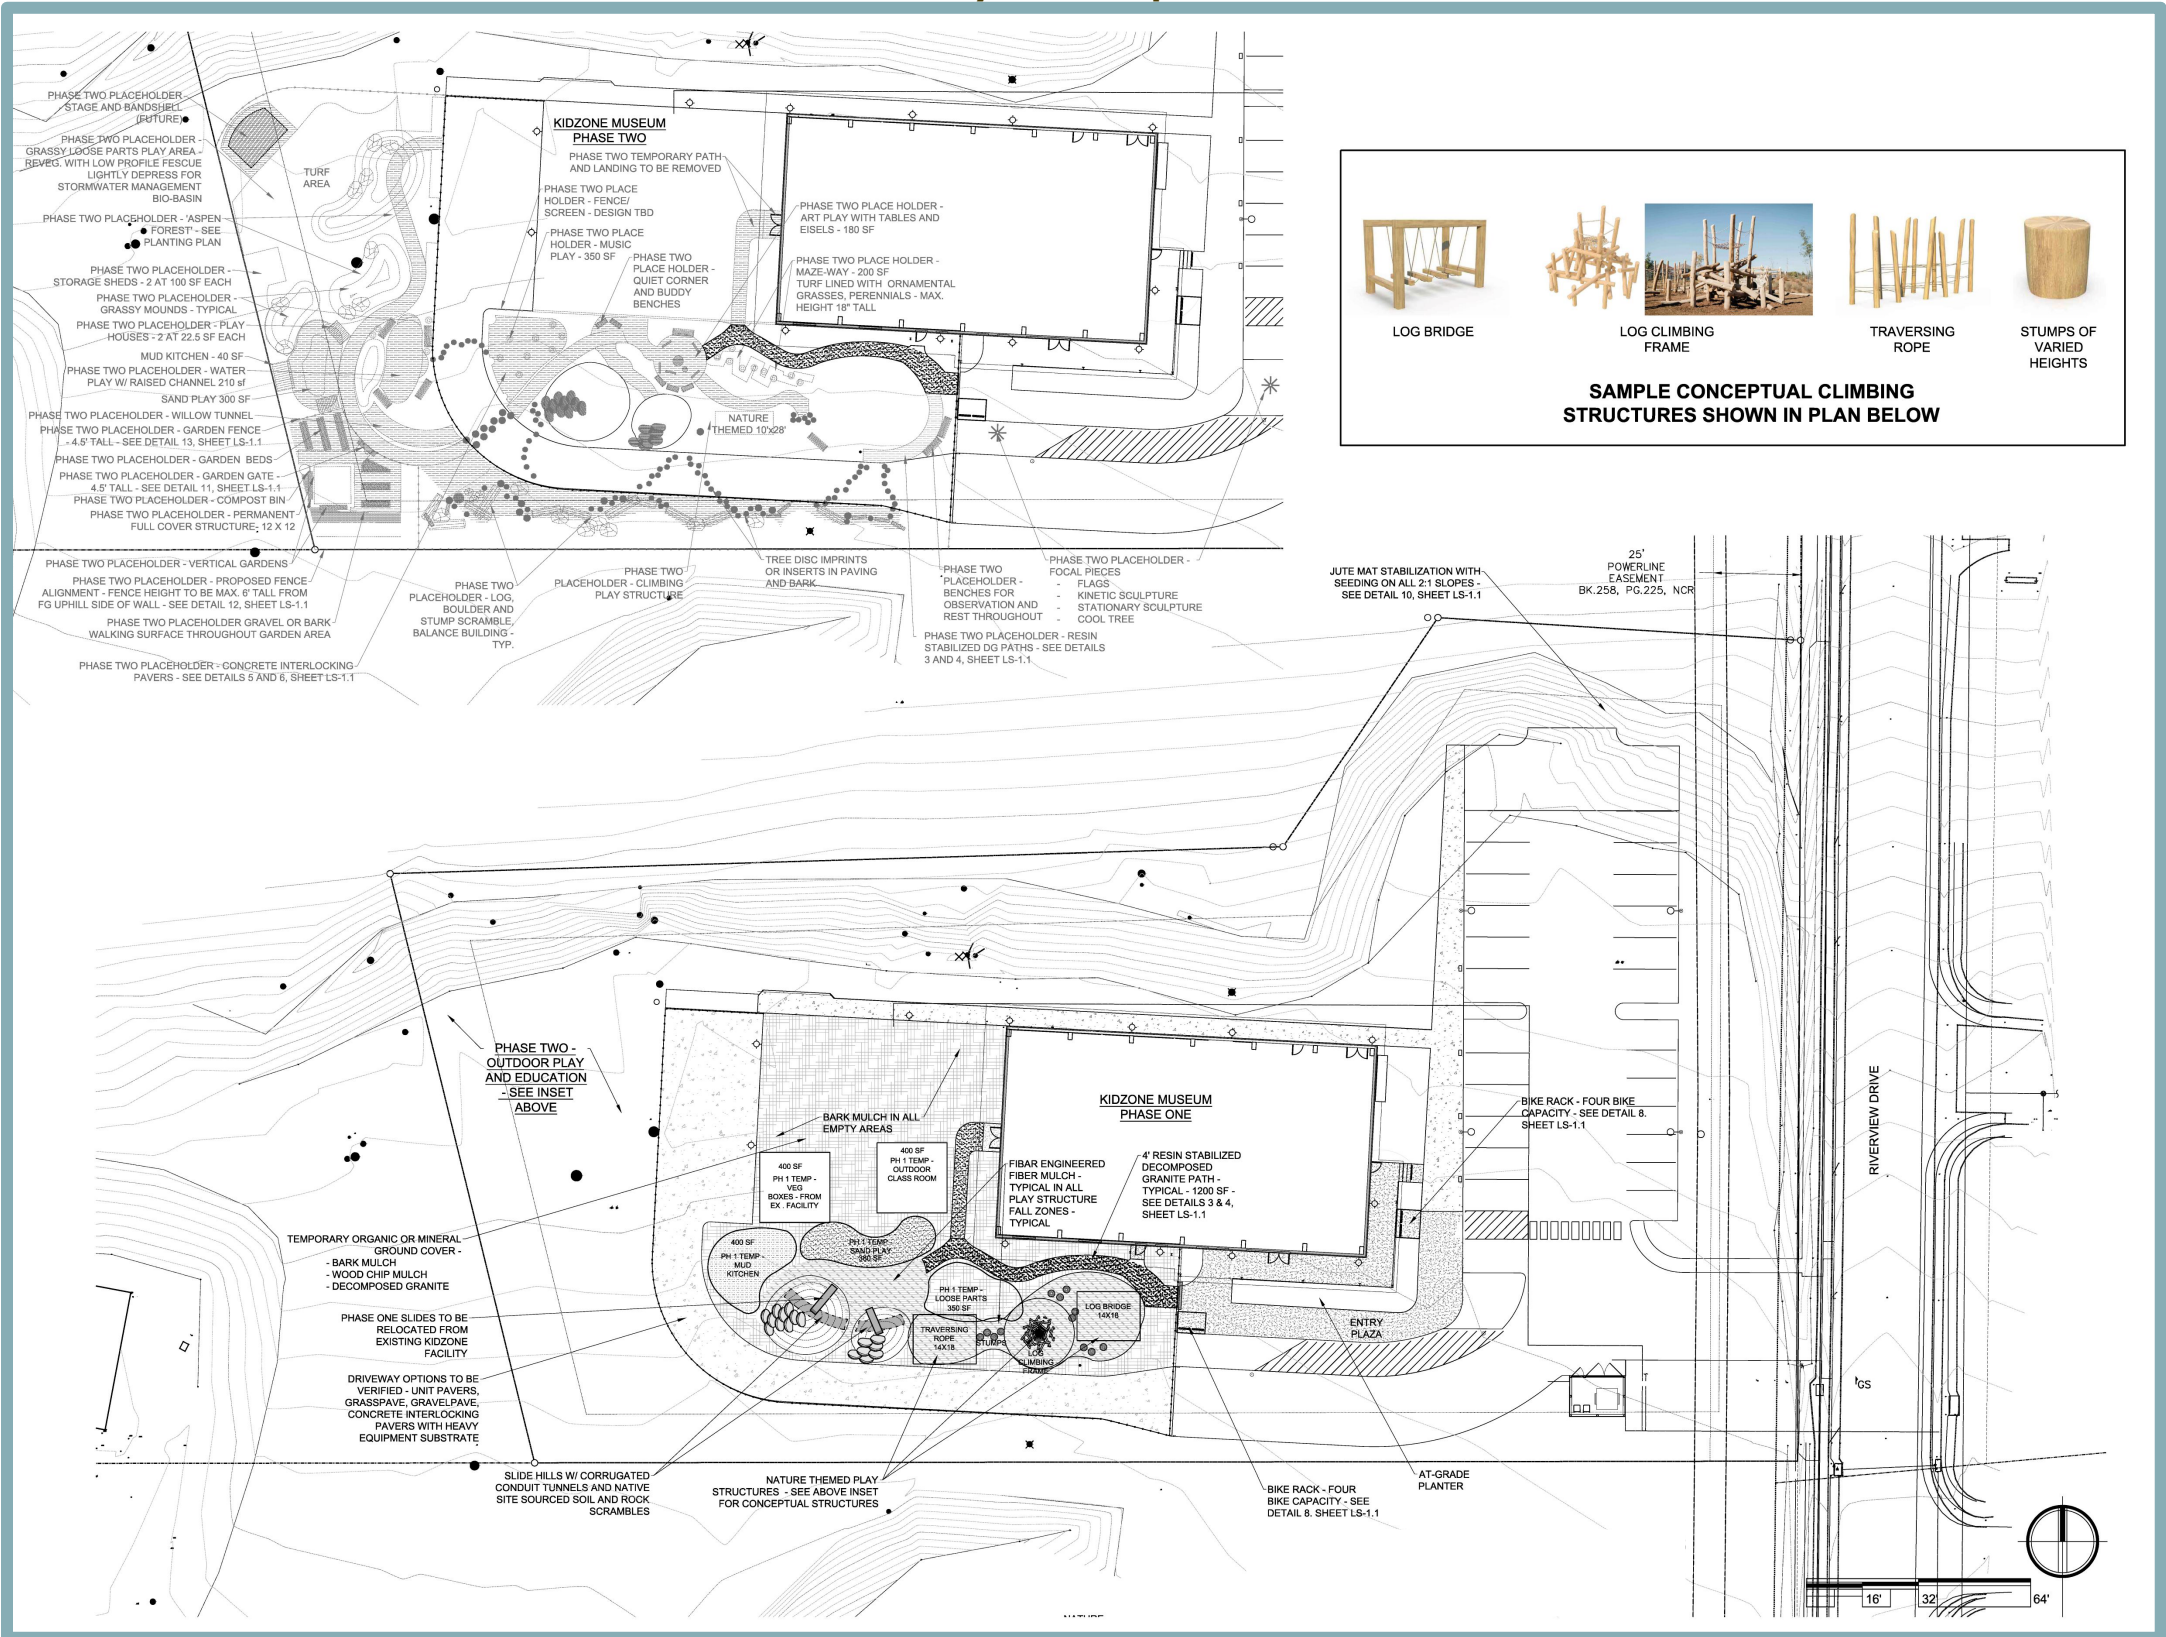 PHASE TWO PLACEHOLDER -
STAGE AND BANDSHELL
(FUTURE)
PHASE TWO PLACEHOLDER -
GRASSY LOOSE PARTS PLAY AREA -
REVEG. WITH LOW PROFILE FESCUE
LIGHTLY DEPRESS FOR
STORMWATER MANAGEMENT
BIO-BASIN
PHASE TWO PLACEHOLDER - 'ASPEN
FOREST' - SEE
PLANTING PLAN
PHASE TWO PLACEHOLDER -
STORAGE SHEDS - 2 AT 100 SF EACH
PHASE TWO PLACEHOLDER -
GRASSY MOUNDS - TYPICAL
PHASE TWO PLACEHOLDER - PLAY
HOUSES - 2 AT 22.5 SF EACH
MUD KITCHEN - 40 SF
PHASE TWO PLACEHOLDER - WATER
PLAY W/ RAISED CHANNEL 210 sf
SAND PLAY 300 SF
PHASE TWO PLACEHOLDER - WILLOW TUNNEL
PHASE TWO PLACEHOLDER - GARDEN FENCE
- 4.5' TALL - SEE DETAIL 13, SHEET LS-1.1
PHASE TWO PLACEHOLDER - GARDEN BEDS
PHASE TWO PLACEHOLDER - GARDEN GATE -
4.5' TALL - SEE DETAIL 11, SHEET LS-1.1
PHASE TWO PLACEHOLDER - COMPOST BIN
PHASE TWO PLACEHOLDER - PERMANENT
FULL COVER STRUCTURE- 12 X 12
PHASE TWO PLACEHOLDER - VERTICAL GARDENS
PHASE TWO PLACEHOLDER - PROPOSED FENCE
ALIGNMENT - FENCE HEIGHT TO BE MAX. 6' TALL FROM
FG UPHILL SIDE OF WALL - SEE DETAIL 12, SHEET LS-1.1
PHASE TWO PLACEHOLDER GRAVEL OR BARK
WALKING SURFACE THROUGHOUT GARDEN AREA
PHASE TWO PLACEHOLDER - CONCRETE INTERLOCKING
PAVERS - SEE DETAILS 5 AND 6, SHEET LS-1.1
TURF
AREA
KIDZONE MUSEUM
PHASE TWO
PHASE TWO TEMPORARY PATH
AND LANDING TO BE REMOVED
PHASE TWO PLACE
HOLDER - FENCE/
SCREEN - DESIGN TBD
PHASE TWO PLACE
HOLDER - MUSIC
PLAY - 350 SF
PHASE TWO
PLACE HOLDER -
QUIET CORNER
AND BUDDY
BENCHES
PHASE TWO PLACE HOLDER -
ART PLAY WITH TABLES AND
EISELS - 180 SF
PHASE TWO PLACE HOLDER -
MAZE-WAY - 200 SF
TURF LINED WITH ORNAMENTAL
GRASSES, PERENNIALS - MAX.
HEIGHT 18" TALL
NATURE
THEMED 10'x28'
PHASE TWO
PLACEHOLDER - LOG,
BOULDER AND
STUMP SCRAMBLE,
BALANCE BUILDING -
TYP.
PHASE TWO
PLACEHOLDER - CLIMBING
PLAY STRUCTURE
TREE DISC IMPRINTS
OR INSERTS IN PAVING
AND BARK
PHASE TWO
PLACEHOLDER -
BENCHES FOR
OBSERVATION AND
REST THROUGHOUT
PHASE TWO PLACEHOLDER -
FOCAL PIECES
- FLAGS
- KINETIC SCULPTURE
- STATIONARY SCULPTURE
- COOL TREE
PHASE TWO PLACEHOLDER - RESIN
STABILIZED DG PATHS - SEE DETAILS
3 AND 4, SHEET LS-1.1
LOG BRIDGE
LOG CLIMBING
FRAME
TRAVERSING
ROPE
STUMPS OF
VARIED
HEIGHTS
SAMPLE CONCEPTUAL CLIMBING
STRUCTURES SHOWN IN PLAN BELOW
JUTE MAT STABILIZATION WITH
SEEDING ON ALL 2:1 SLOPES -
SEE DETAIL 10, SHEET LS-1.1
25'
POWERLINE
EASEMENT
BK.258, PG.225, NCR
PHASE TWO -
OUTDOOR PLAY
AND EDUCATION
- SEE INSET
ABOVE
BARK MULCH IN ALL
EMPTY AREAS
KIDZONE MUSEUM
PHASE ONE
BIKE RACK - FOUR BIKE
CAPACITY - SEE DETAIL 8.
SHEET LS-1.1
RIVERVIEW DRIVE
400 SF
PH 1 TEMP -
VEG
BOXES - FROM
EX . FACILITY
400 SF
PH 1 TEMP -
OUTDOOR
CLASS ROOM
FIBAR ENGINEERED
FIBER MULCH -
TYPICAL IN ALL
PLAY STRUCTURE
FALL ZONES -
TYPICAL
4' RESIN STABILIZED
DECOMPOSED
GRANITE PATH -
TYPICAL - 1200 SF -
SEE DETAILS 3 & 4,
SHEET LS-1.1
TEMPORARY ORGANIC OR MINERAL
GROUND COVER -
- BARK MULCH
- WOOD CHIP MULCH
- DECOMPOSED GRANITE
400 SF
PH 1 TEMP -
MUD
KITCHEN
PH 1 TEMP -
SAND PLAY
380 SF
PH 1 TEMP -
LOOSE PARTS
350 SF
LOG BRIDGE
14X18
TRAVERSING
ROPE
14X18
STUMPS
LOG
CLIMBING
FRAME
ENTRY
PLAZA
PHASE ONE SLIDES TO BE
RELOCATED FROM
EXISTING KIDZONE
FACILITY
DRIVEWAY OPTIONS TO BE
VERIFIED - UNIT PAVERS,
GRASSPAVE, GRAVELPAVE,
CONCRETE INTERLOCKING
PAVERS WITH HEAVY
EQUIPMENT SUBSTRATE
SLIDE HILLS W/ CORRUGATED
CONDUIT TUNNELS AND NATIVE
SITE SOURCED SOIL AND ROCK
SCRAMBLES
NATURE THEMED PLAY
STRUCTURES - SEE ABOVE INSET
FOR CONCEPTUAL STRUCTURES
BIKE RACK - FOUR
BIKE CAPACITY - SEE
DETAIL 8. SHEET LS-1.1
AT-GRADE
PLANTER
GS
16'
32'
64'